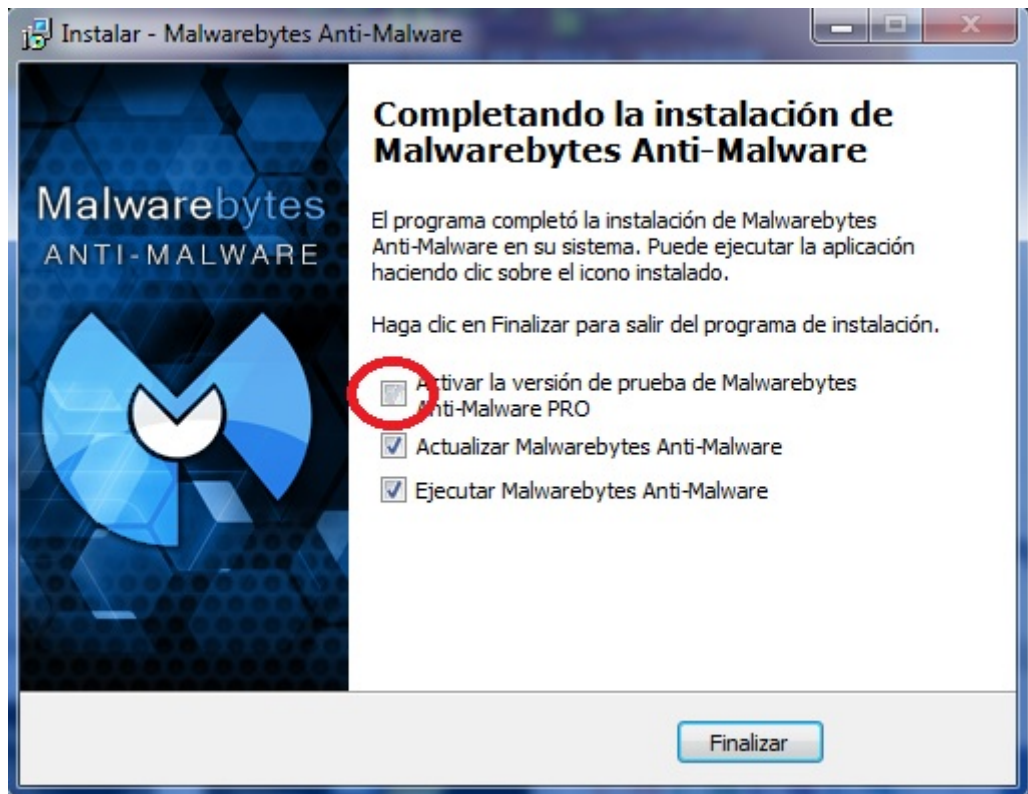 Instalar - Malwarebytes Anti-Malware
Completando la instalación de
Malwarebytes Anti-Malware
Malwarebytes
ANTI-MALWARE
El programa completó la instalación de Malwarebytes
Anti-Malware en su sistema. Puede ejecutar la aplicación
haciendo clic sobre el icono instalado.
Haga clic en Finalizar para salir del programa de instalación.
Activar la versión de prueba de Malwarebytes
Anti-Malware PRO
Actualizar Malwarebytes Anti-Malware
Ejecutar Malwarebytes Anti-Malware
Finalizar